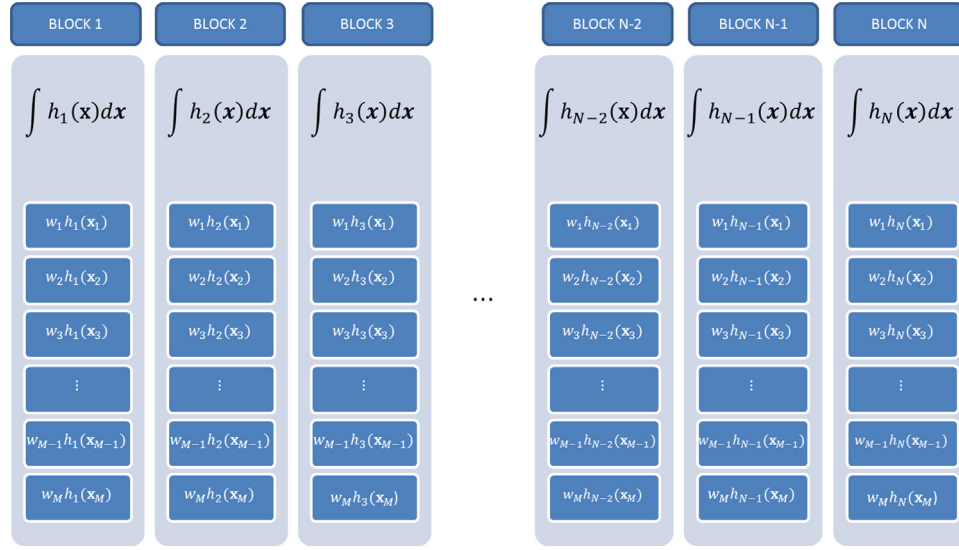 BLOCK 1 BLOCK 2 BLOCK 3 BLOCK N-2 BLOCK N-1 BLOCK N
∫ h₁(𝐱)d𝒙 ∫ h₂(𝒙)d𝒙 ∫ h₃(𝒙)d𝒙 ∫ h_{N−2}(𝐱)d𝒙 ∫ h_{N−1}(𝒙)d𝒙 ∫ h_N(𝒙)d𝒙
w₁h₁(𝐱₁) w₁h₂(𝐱₁) w₁h₃(𝐱₁) w₁h_{N−2}(𝐱₁) w₁h_{N−1}(𝐱₁) w₁h_N(𝐱₁)
w₂h₁(𝐱₂) w₂h₂(𝐱₂) w₂h₃(𝐱₂) w₂h_{N−2}(𝐱₂) w₂h_{N−1}(𝐱₂) w₂h_N(𝐱₂)
...
w₃h₁(𝐱₃) w₃h₂(𝐱₃) w₃h₃(𝐱₃) w₃h_{N−2}(𝐱₃) w₃h_{N−1}(𝐱₃) w₃h_N(𝐱₃)
⋮ ⋮ ⋮ ⋮ ⋮ ⋮
w_{M−1}h₁(𝐱_{M−1}) w_{M−1}h₂(𝐱_{M−1}) w_{M−1}h₃(𝐱_{M−1}) w_{M−1}h_{N−2}(𝐱_{M−1}) w_{M−1}h_{N−1}(𝐱_{M−1}) w_{M−1}h_N(𝐱_{M−1})
w_Mh₁(𝐱_M) w_Mh₂(𝐱_M) w_Mh₃(𝐱_M) w_Mh_{N−2}(𝐱_M) w_Mh_{N−1}(𝐱_M) w_Mh_N(𝐱_M)